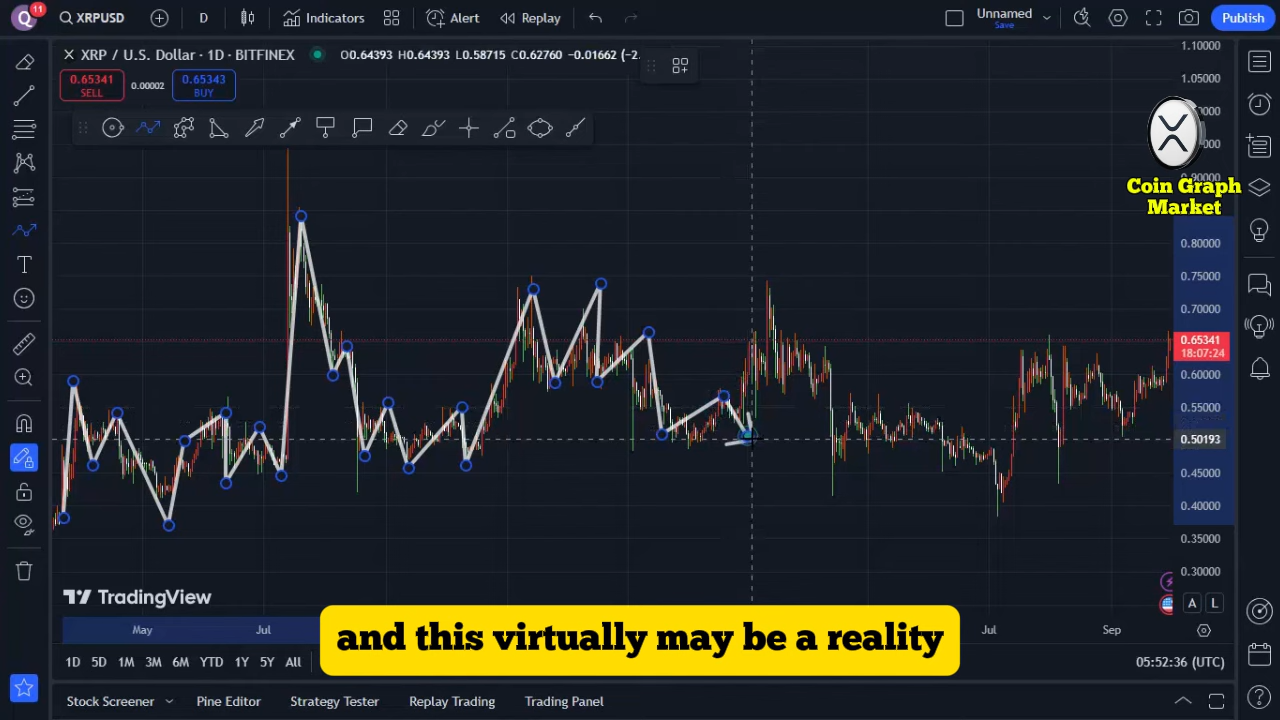 Q 11 XRPUSD D Indicators Alert Replay Unnamed Save Publish
XRP / U.S. Dollar · 1D · BITFINEX O0.64393 H0.64393 L0.58715 C0.62760 −0.01662 (−2.
0.65341 SELL 0.00002 0.65343 BUY
1.10000
1.05000
Coin Graph
Market
0.80000
0.75000
0.70000
0.65341
18:07:24
0.60000
0.55000
0.50193
0.45000
0.40000
0.35000
0.30000
TradingView
A L
May Jul Jul Sep
and this virtually may be a reality
1D 5D 1M 3M 6M YTD 1Y 5Y All 05:52:36 (UTC)
Stock Screener Pine Editor Strategy Tester Replay Trading Trading Panel